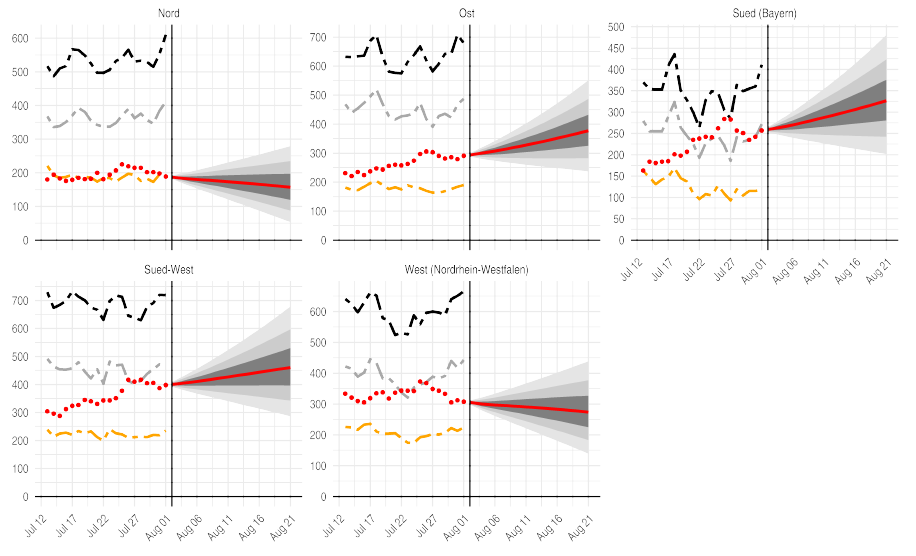 Nord
600
500
400
300
200
100
0
Ost
700
600
500
400
300
200
100
0
Sued (Bayern)
500
450
400
350
300
250
200
150
100
50
0
Jul 12
Jul 17
Jul 22
Jul 27
Aug 01
Aug 06
Aug 11
Aug 16
Aug 21
Sued-West
700
600
500
400
300
200
100
0
Jul 12
Jul 17
Jul 22
Jul 27
Aug 01
Aug 06
Aug 11
Aug 16
Aug 21
West (Nordrhein-Westfalen)
600
500
400
300
200
100
0
Jul 12
Jul 17
Jul 22
Jul 27
Aug 01
Aug 06
Aug 11
Aug 16
Aug 21